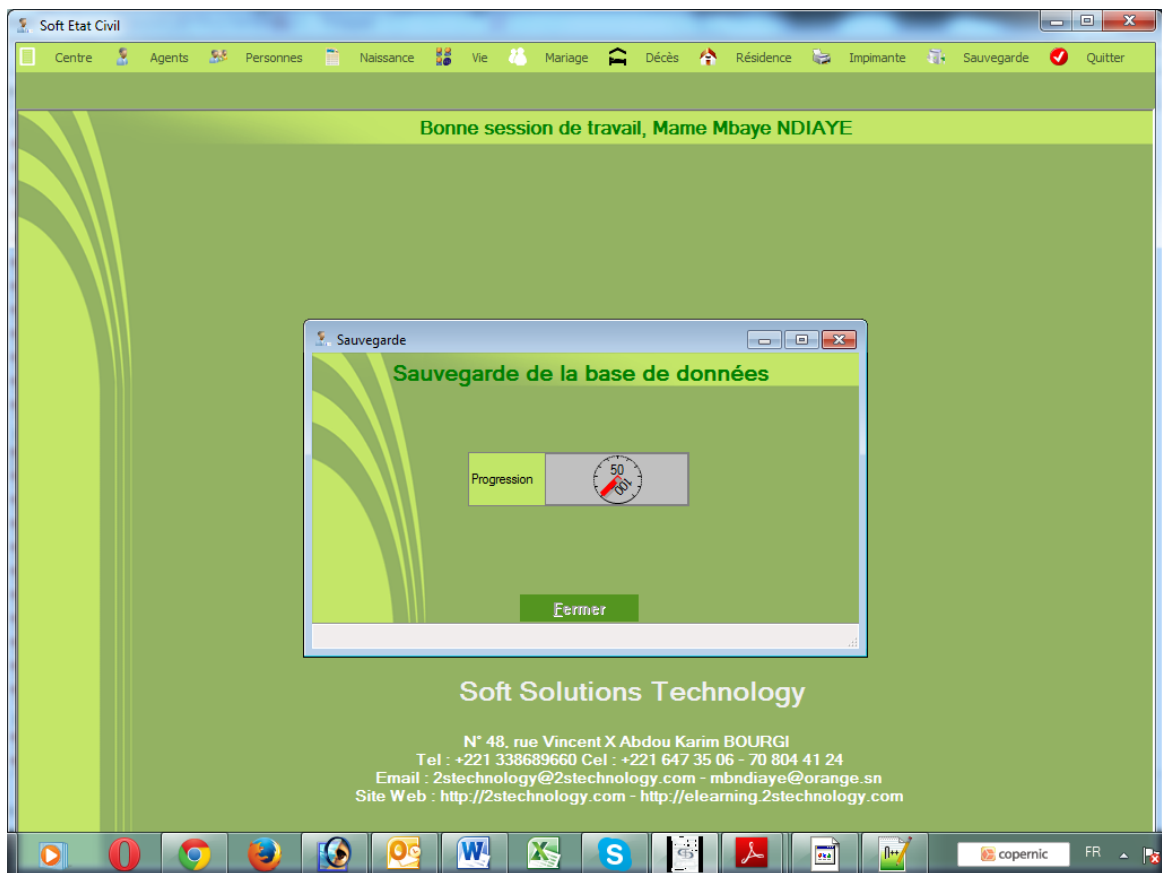 Soft Etat Civil
Centre Agents Personnes Naissance Vie Mariage Décès Résidence Impimante Sauvegarde Quitter
Bonne session de travail, Mame Mbaye NDIAYE
Sauvegarde
Sauvegarde de la base de données
Progression
50
100
Fermer
Soft Solutions Technology
N° 48, rue Vincent X Abdou Karim BOURGI
Tel : +221 338689660 Cel : +221 647 35 06 - 70 804 41 24
Email : 2stechnology@2stechnology.com - mbndiaye@orange.sn
Site Web : http://2stechnology.com - http://elearning.2stechnology.com
copernic FR